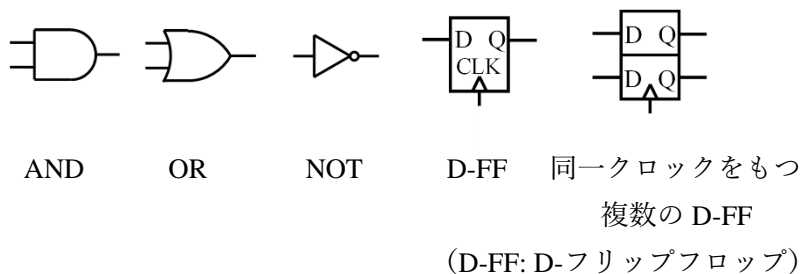 D Q
CLK
D Q
D Q
AND OR NOT D-FF 同一クロックをもつ
複数の D-FF
(D-FF: D-フリップフロップ)